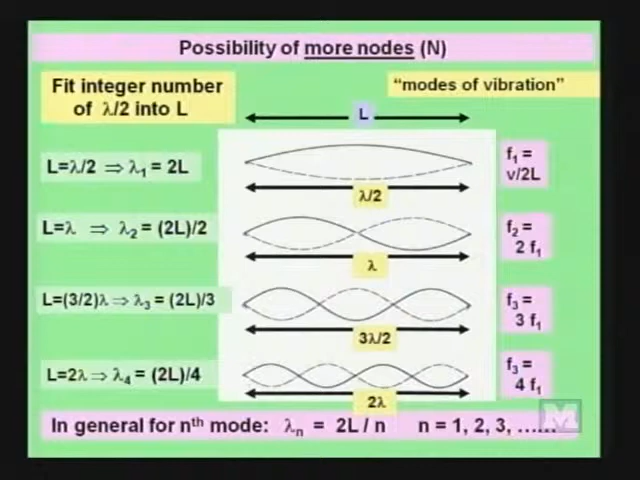 Possibility of more nodes (N)
Fit integer number
of λ/2 into L
“modes of vibration”
L
L=λ/2 ⇒ λ₁ = 2L
λ/2
f₁ =
v/2L
L=λ ⇒ λ₂ = (2L)/2
λ
f₂ =
2 f₁
L=(3/2)λ ⇒ λ₃ = (2L)/3
3λ/2
f₃ =
3 f₁
L=2λ ⇒ λ₄ = (2L)/4
2λ
f₃ =
4 f₁
In general for nᵗʰ mode: λₙ = 2L / n n = 1, 2, 3, ......
M